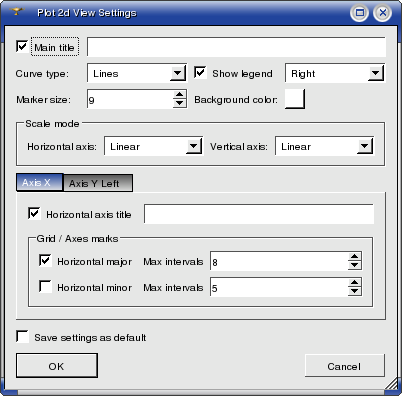 Plot 2d View Settings
Main title
Curve type: Lines Show legend Right
Marker size: 9 Background color:
Scale mode
Horizontal axis: Linear Vertical axis: Linear
Axis X Axis Y Left
Horizontal axis title
Grid / Axes marks
Horizontal major Max intervals 8
Horizontal minor Max intervals 5
Save settings as default
OK Cancel